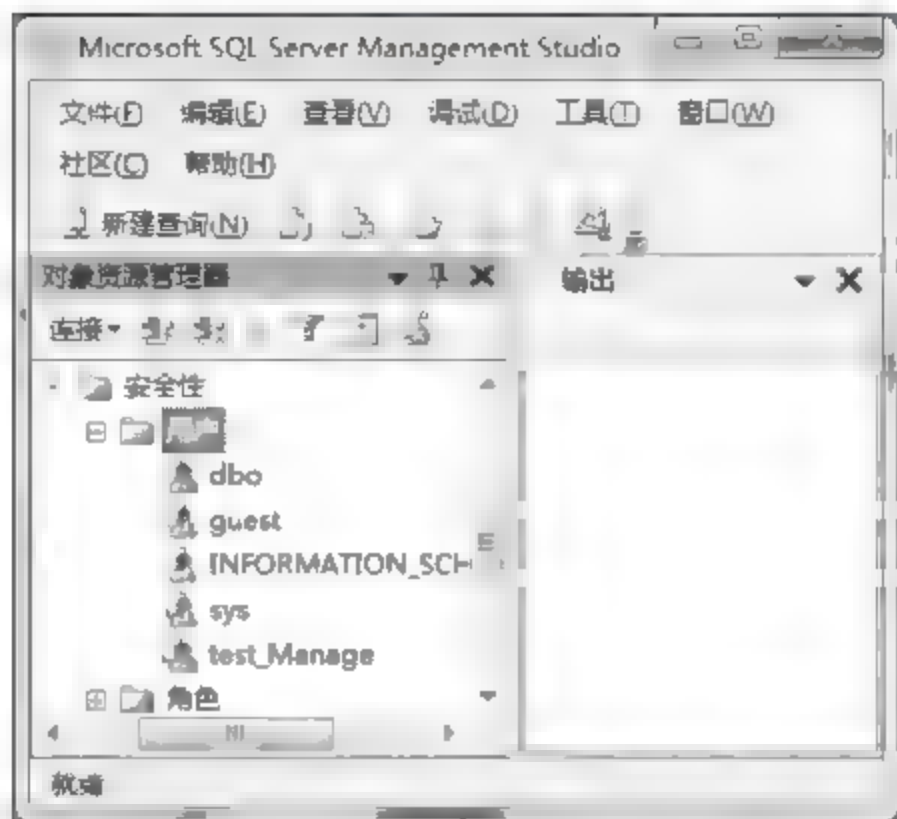 Microsoft SQL Server Management Studio
文件(F) 编辑(E) 查看(V) 调试(D) 工具(T) 窗口(W)
社区(C) 帮助(H)
新建查询(N)
对象资源管理器
输出
连接
安全性
dbo
guest
INFORMATION_SCH
sys
test_Manage
角色
就绪